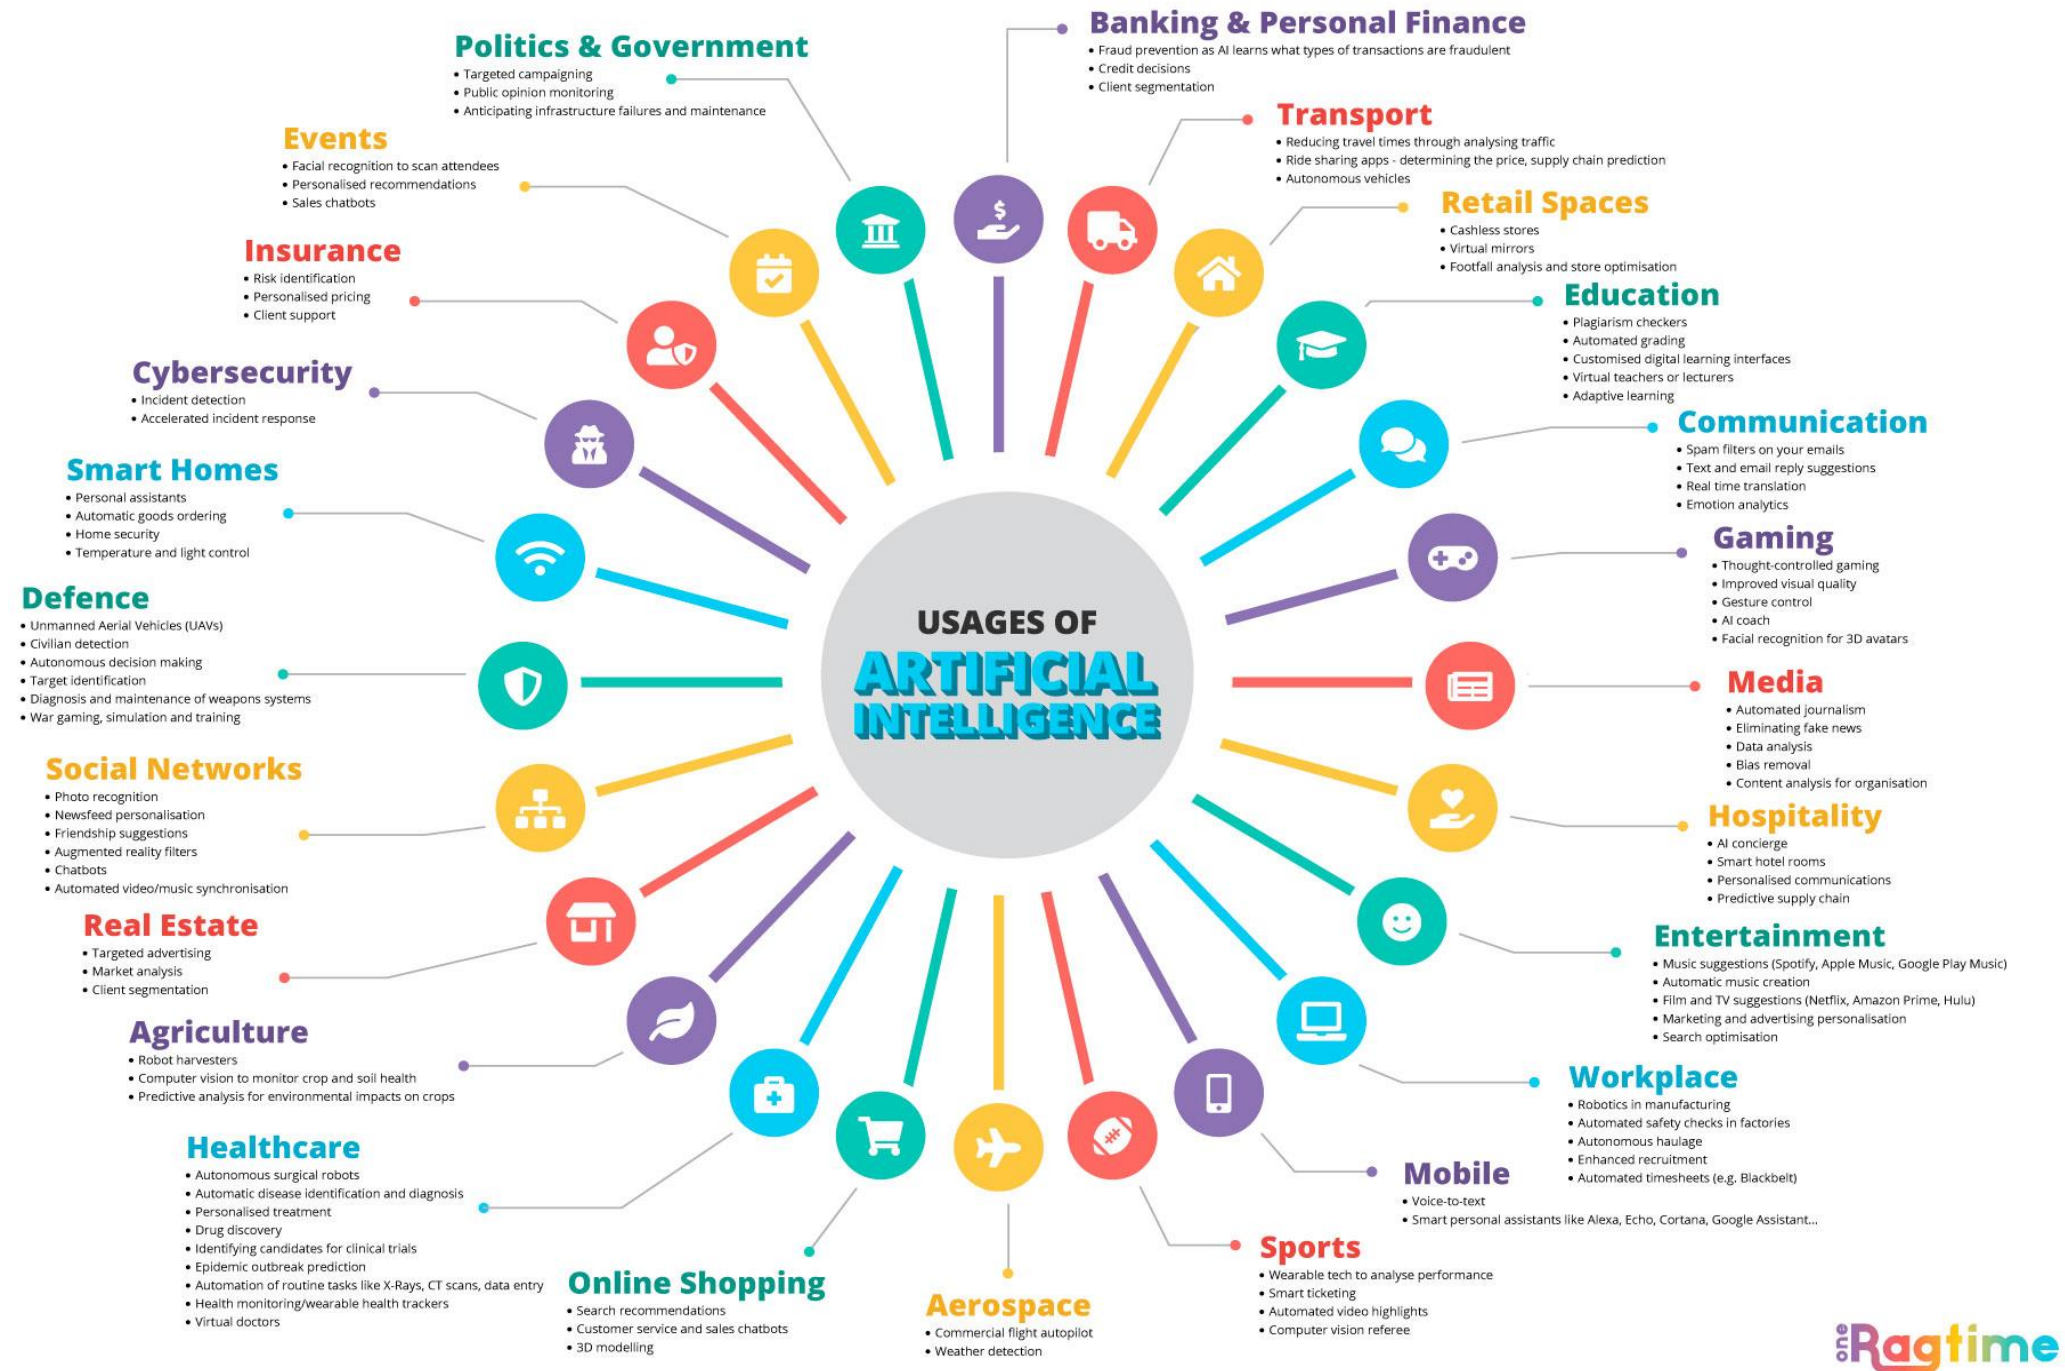 Banking & Personal Finance
• Fraud prevention as AI learns what types of transactions are fraudulent
• Credit decisions
• Client segmentation
Transport
• Reducing travel times through analysing traffic
• Ride sharing apps - determining the price, supply chain prediction
• Autonomous vehicles
Retail Spaces
• Cashless stores
• Virtual mirrors
• Footfall analysis and store optimisation
Education
• Plagiarism checkers
• Automated grading
• Customised digital learning interfaces
• Virtual teachers or lecturers
• Adaptive learning
Communication
• Spam filters on your emails
• Text and email reply suggestions
• Real time translation
• Emotion analytics
Gaming
• Thought-controlled gaming
• Improved visual quality
• Gesture control
• AI coach
• Facial recognition for 3D avatars
Media
• Automated journalism
• Eliminating fake news
• Data analysis
• Bias removal
• Content analysis for organisation
Hospitality
• AI concierge
• Smart hotel rooms
• Personalised communications
• Predictive supply chain
Entertainment
• Music suggestions (Spotify, Apple Music, Google Play Music)
• Automatic music creation
• Film and TV suggestions (Netflix, Amazon Prime, Hulu)
• Marketing and advertising personalisation
• Search optimisation
Workplace
• Robotics in manufacturing
• Automated safety checks in factories
• Autonomous haulage
• Enhanced recruitment
• Automated timesheets (e.g. Blackbelt)
Mobile
• Voice-to-text
• Smart personal assistants like Alexa, Echo, Cortana, Google Assistant...
Sports
• Wearable tech to analyse performance
• Smart ticketing
• Automated video highlights
• Computer vision referee
Aerospace
• Commercial flight autopilot
• Weather detection
Online Shopping
• Search recommendations
• Customer service and sales chatbots
• 3D modelling
Healthcare
• Autonomous surgical robots
• Automatic disease identification and diagnosis
• Personalised treatment
• Drug discovery
• Identifying candidates for clinical trials
• Epidemic outbreak prediction
• Automation of routine tasks like X-Rays, CT scans, data entry
• Health monitoring/wearable health trackers
• Virtual doctors
Agriculture
• Robot harvesters
• Computer vision to monitor crop and soil health
• Predictive analysis for environmental impacts on crops
Real Estate
• Targeted advertising
• Market analysis
• Client segmentation
Social Networks
• Photo recognition
• Newsfeed personalisation
• Friendship suggestions
• Augmented reality filters
• Chatbots
• Automated video/music synchronisation
Defence
• Unmanned Aerial Vehicles (UAVs)
• Civilian detection
• Autonomous decision making
• Target identification
• Diagnosis and maintenance of weapons systems
• War gaming, simulation and training
Smart Homes
• Personal assistants
• Automatic goods ordering
• Home security
• Temperature and light control
Cybersecurity
• Incident detection
• Accelerated incident response
Insurance
• Risk identification
• Personalised pricing
• Client support
Events
• Facial recognition to scan attendees
• Personalised recommendations
• Sales chatbots
Politics & Government
• Targeted campaigning
• Public opinion monitoring
• Anticipating infrastructure failures and maintenance
$
USAGES OF
ARTIFICIAL
INTELLIGENCE
one
Ragtime